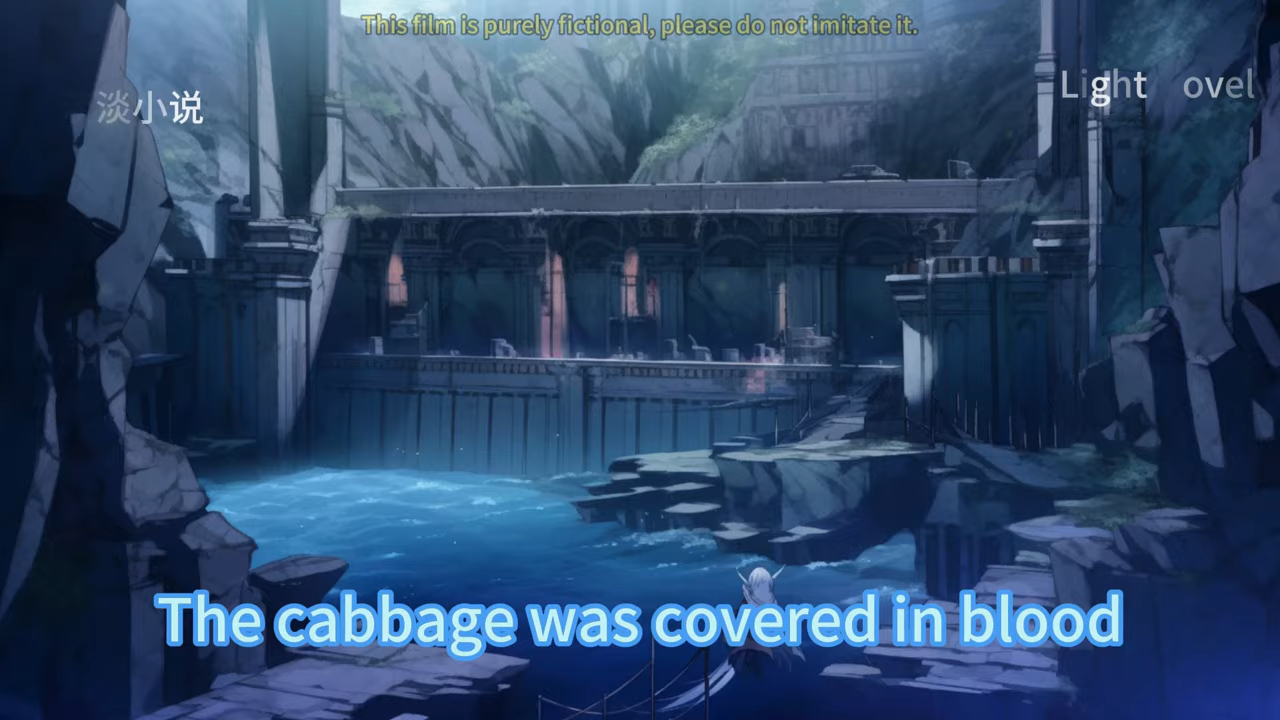 This film is purely fictional, please do not imitate it.
淡小说
Light ovel
The cabbage was covered in blood